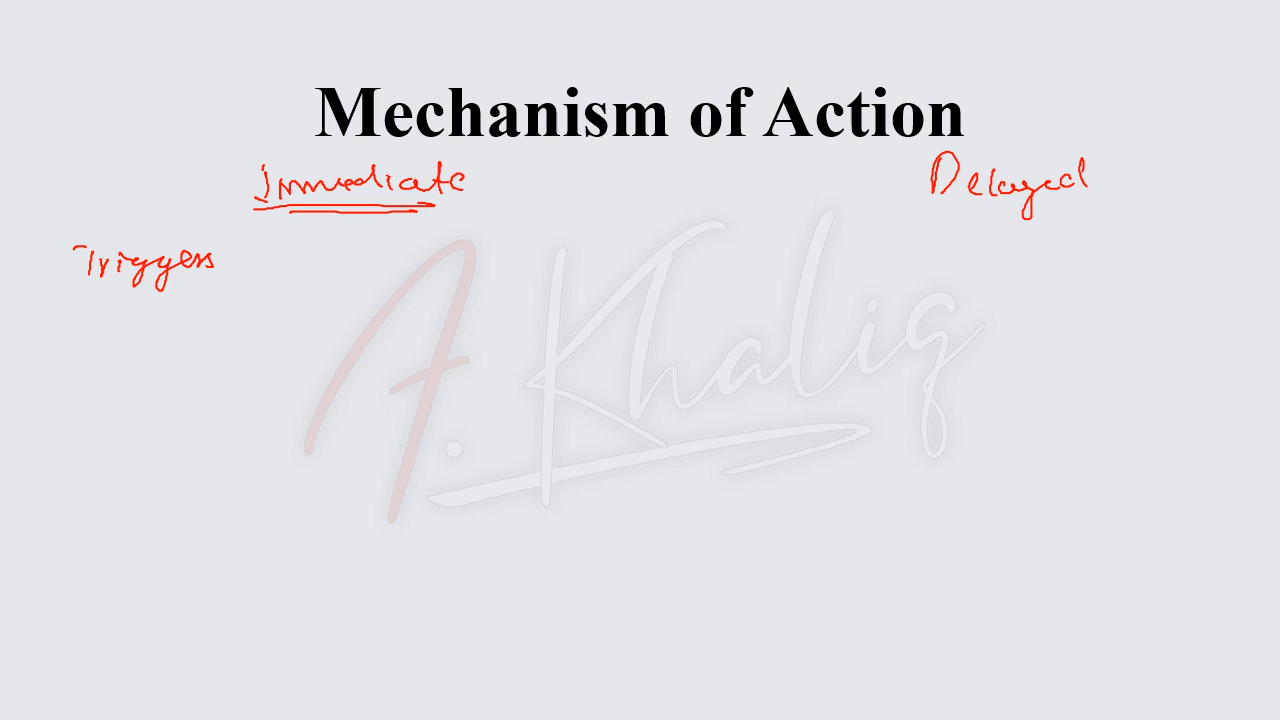 Mechanism of Action
Immediate Delayed
Triggers
A. Khaliq